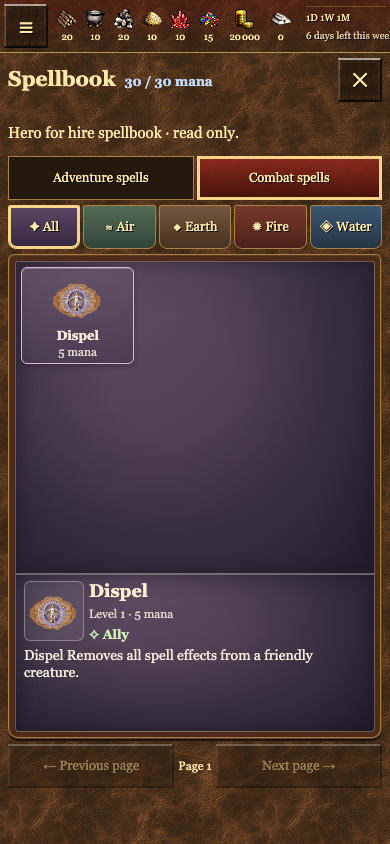 ≡
20 10 20 10 10 15 20000 0
1D 1W 1M
6 days left this wee
Spellbook 30 / 30 mana
×
Hero for hire spellbook · read only.
Adventure spells
Combat spells
✦ All
≈ Air
◆ Earth
✹ Fire
◈ Water
Dispel
5 mana
Dispel
Level 1 · 5 mana
✧ Ally
Dispel Removes all spell effects from a friendly
creature.
← Previous page
Page 1
Next page →